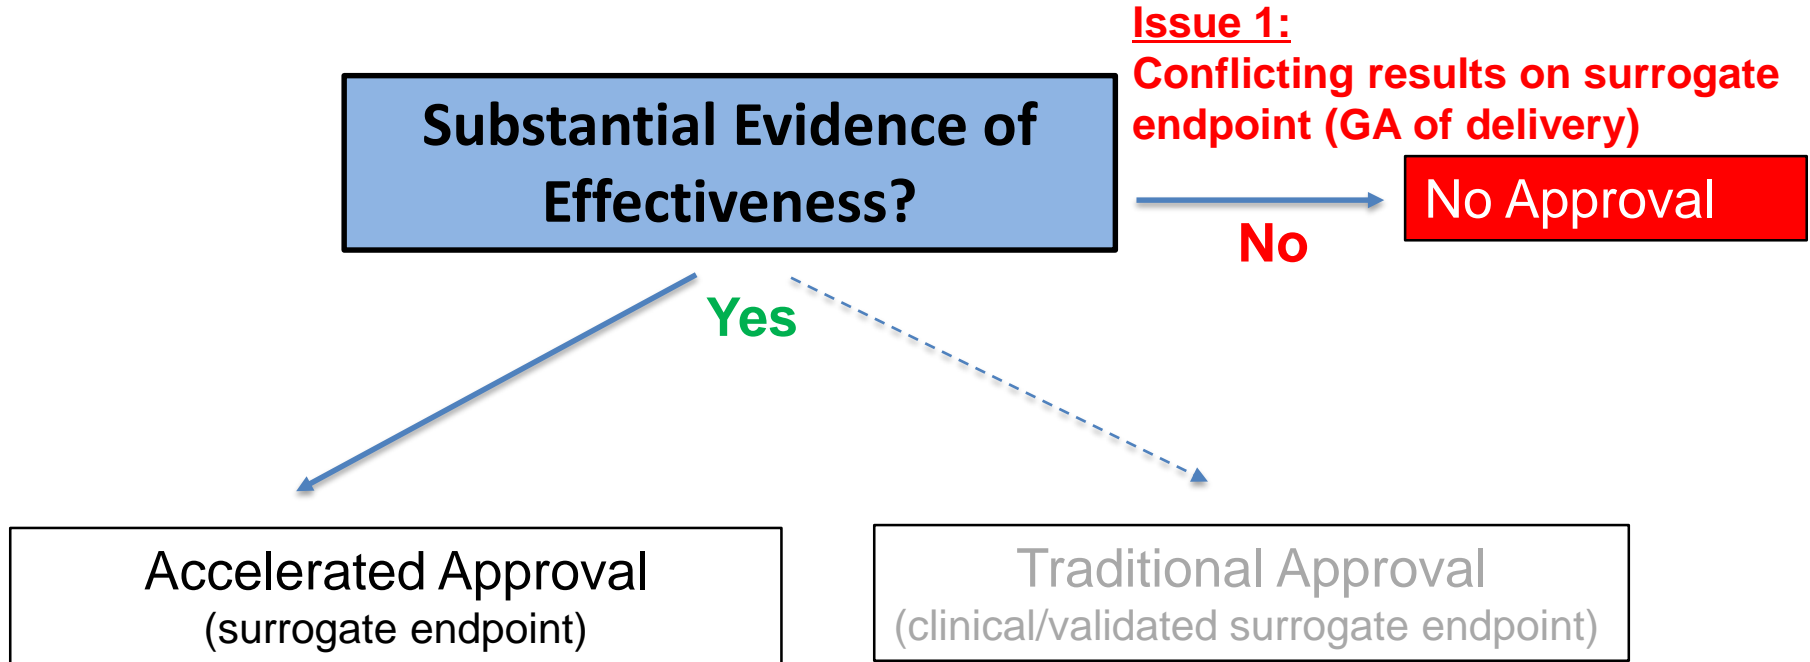 Issue 1:
Conflicting results on surrogate
endpoint (GA of delivery)
Substantial Evidence of
Effectiveness?
No Approval
No
Yes
Accelerated Approval
(surrogate endpoint)
Traditional Approval
(clinical/validated surrogate endpoint)